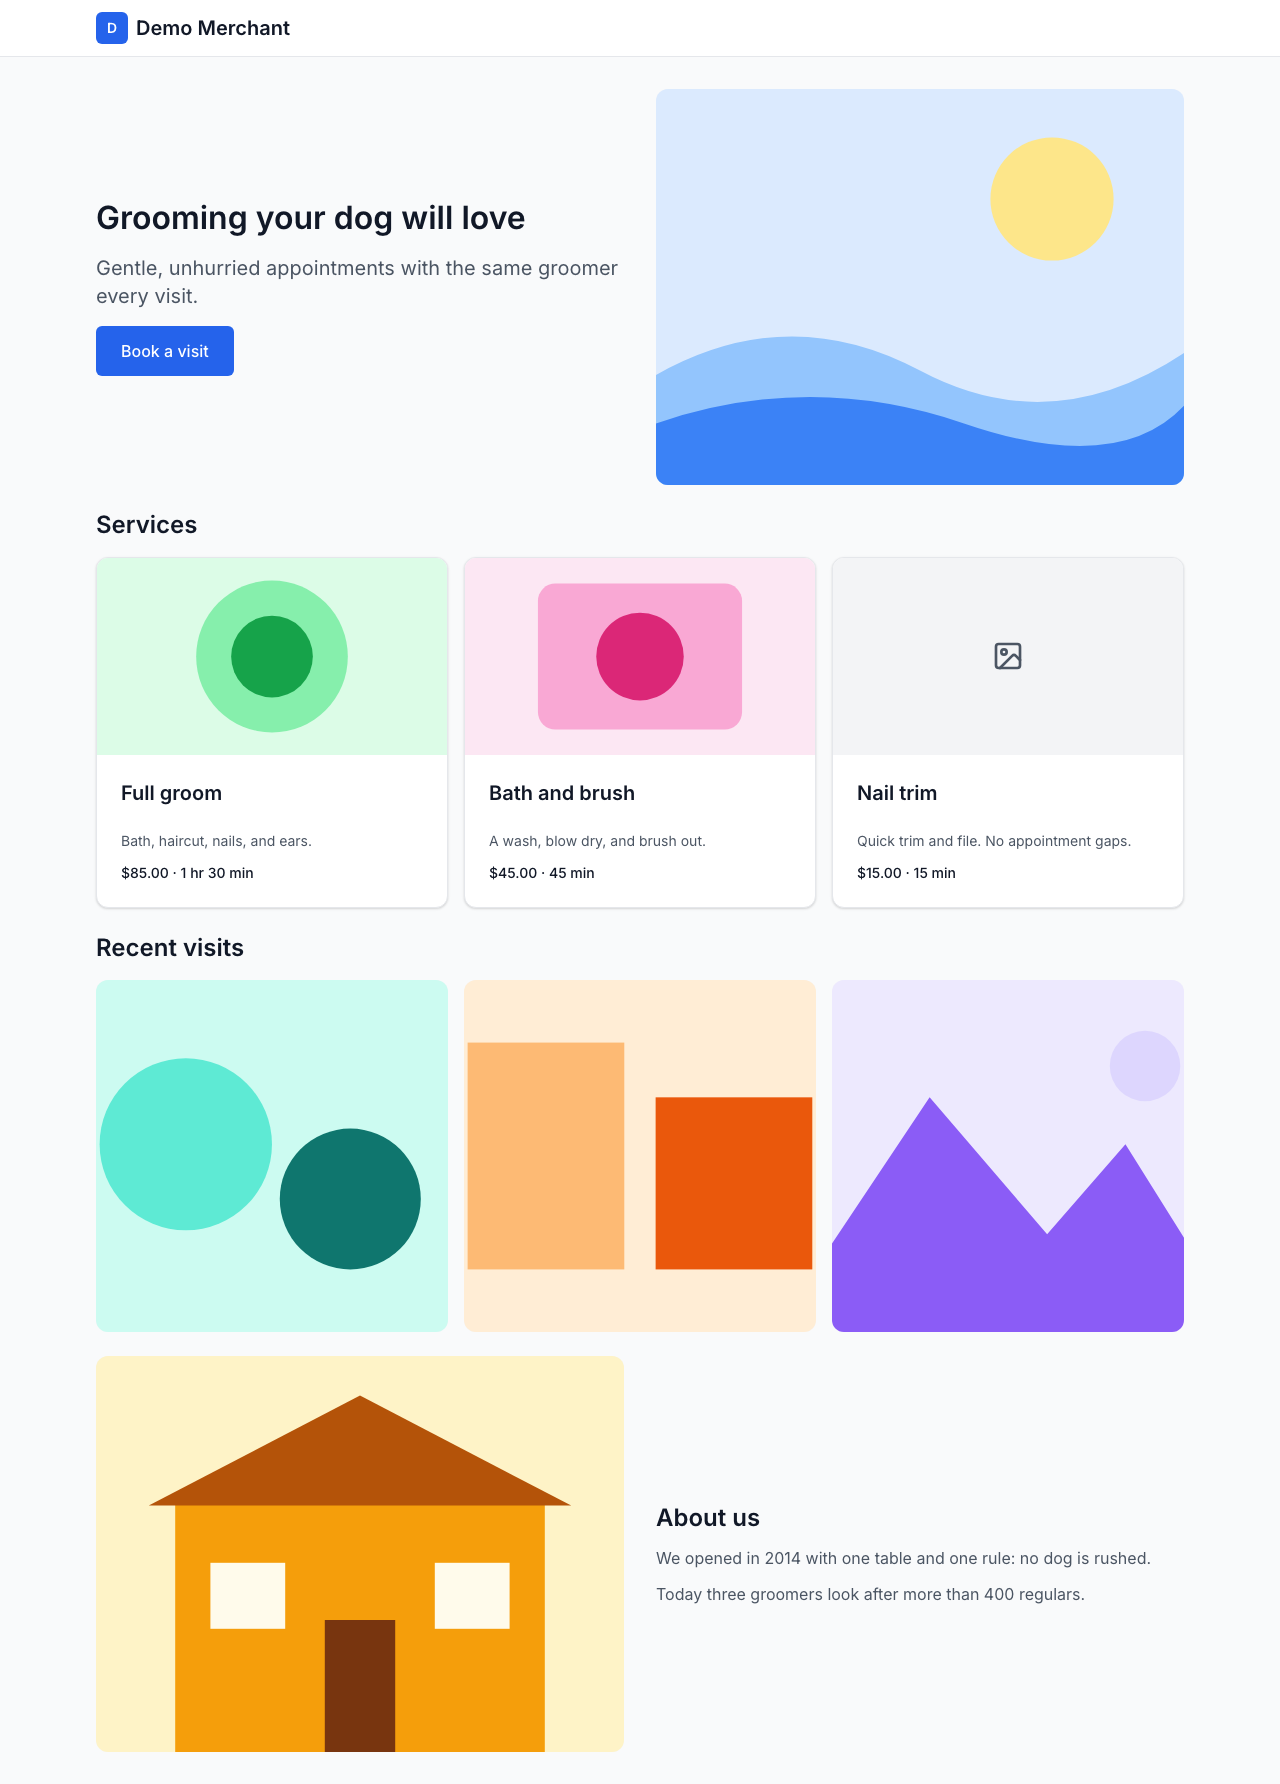 D Demo Merchant
Grooming your dog will love
Gentle, unhurried appointments with the same groomer
every visit.
Book a visit
Services
Full groom
Bath, haircut, nails, and ears.
$85.00 · 1 hr 30 min
Bath and brush
A wash, blow dry, and brush out.
$45.00 · 45 min
Nail trim
Quick trim and file. No appointment gaps.
$15.00 · 15 min
Recent visits
About us
We opened in 2014 with one table and one rule: no dog is rushed.
Today three groomers look after more than 400 regulars.